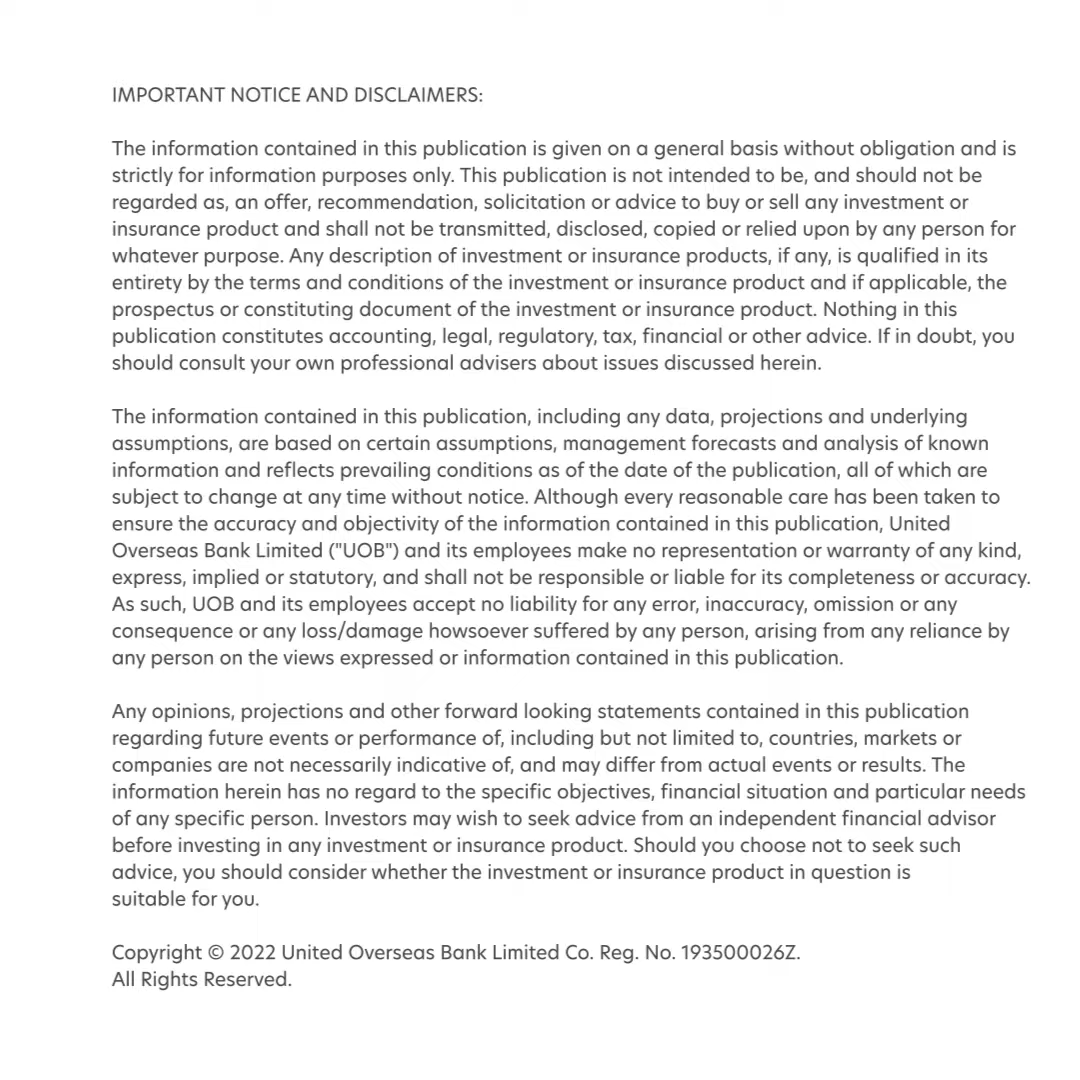 IMPORTANT NOTICE AND DISCLAIMERS:
The information contained in this publication is given on a general basis without obligation and is
strictly for information purposes only. This publication is not intended to be, and should not be
regarded as, an offer, recommendation, solicitation or advice to buy or sell any investment or
insurance product and shall not be transmitted, disclosed, copied or relied upon by any person for
whatever purpose. Any description of investment or insurance products, if any, is qualified in its
entirety by the terms and conditions of the investment or insurance product and if applicable, the
prospectus or constituting document of the investment or insurance product. Nothing in this
publication constitutes accounting, legal, regulatory, tax, financial or other advice. If in doubt, you
should consult your own professional advisers about issues discussed herein.
The information contained in this publication, including any data, projections and underlying
assumptions, are based on certain assumptions, management forecasts and analysis of known
information and reflects prevailing conditions as of the date of the publication, all of which are
subject to change at any time without notice. Although every reasonable care has been taken to
ensure the accuracy and objectivity of the information contained in this publication, United
Overseas Bank Limited ("UOB") and its employees make no representation or warranty of any kind,
express, implied or statutory, and shall not be responsible or liable for its completeness or accuracy.
As such, UOB and its employees accept no liability for any error, inaccuracy, omission or any
consequence or any loss/damage howsoever suffered by any person, arising from any reliance by
any person on the views expressed or information contained in this publication.
Any opinions, projections and other forward looking statements contained in this publication
regarding future events or performance of, including but not limited to, countries, markets or
companies are not necessarily indicative of, and may differ from actual events or results. The
information herein has no regard to the specific objectives, financial situation and particular needs
of any specific person. Investors may wish to seek advice from an independent financial advisor
before investing in any investment or insurance product. Should you choose not to seek such
advice, you should consider whether the investment or insurance product in question is
suitable for you.
Copyright © 2022 United Overseas Bank Limited Co. Reg. No. 193500026Z.
All Rights Reserved.